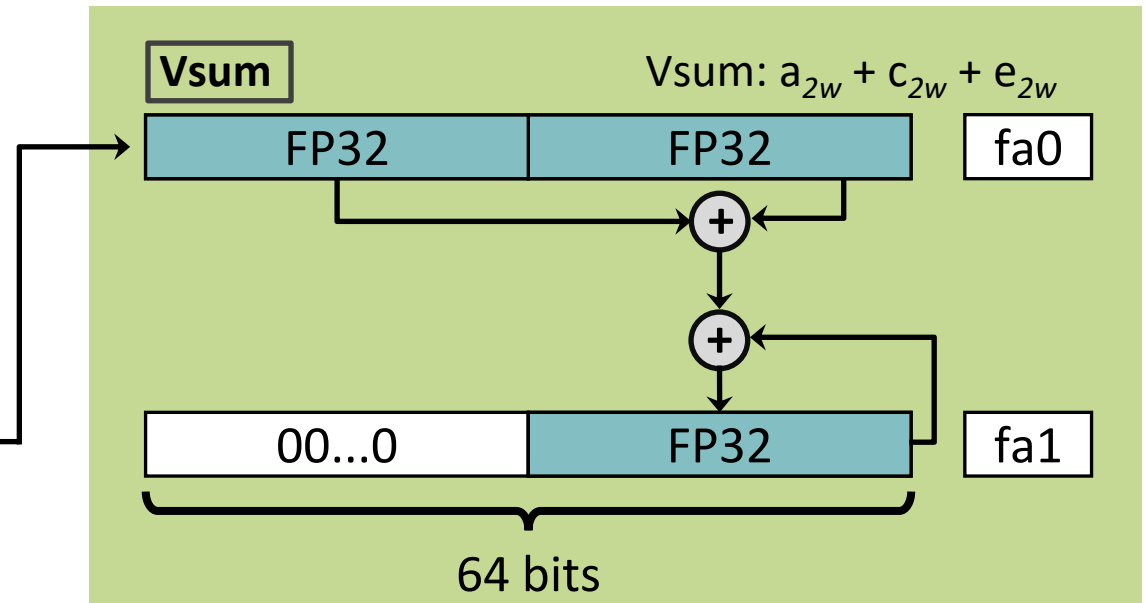 Vsum
Vsum: a2w + c2w + e2w
FP32 FP32 fa0
+
+
00...0 FP32 fa1
64 bits